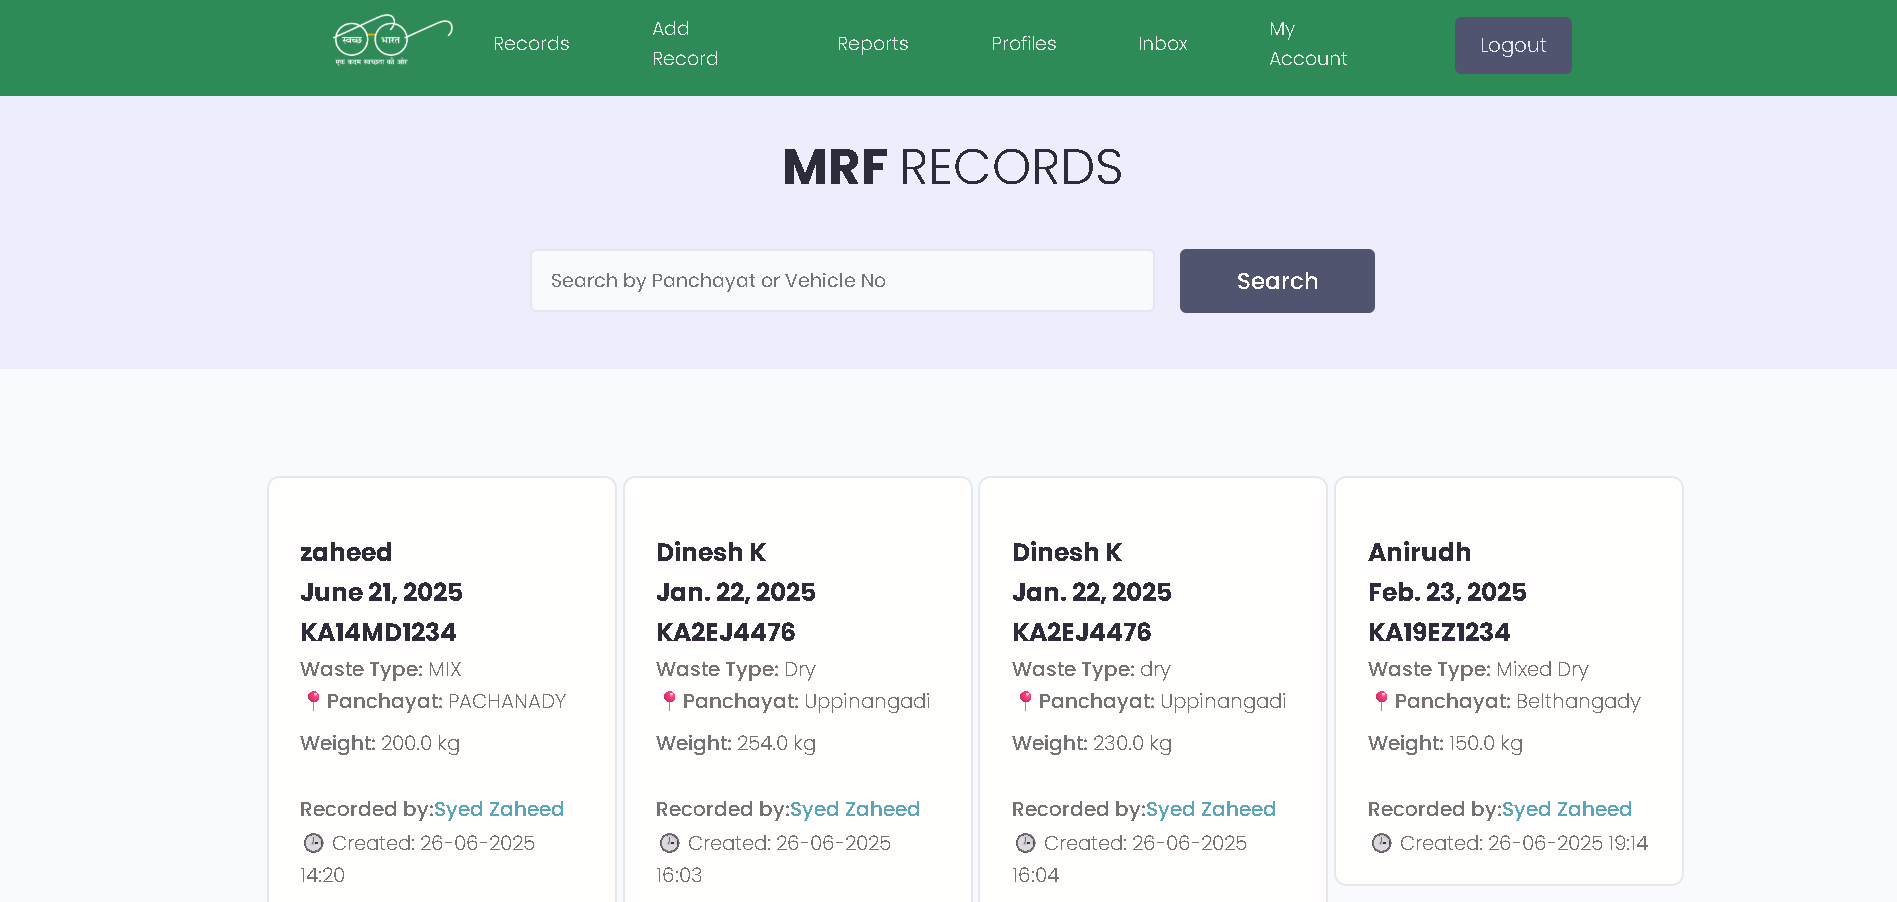 स्वच्छ भारत
एक कदम स्वच्छता की ओर
Records
Add
Record
Reports
Profiles
Inbox
My
Account
Logout
MRF RECORDS
Search by Panchayat or Vehicle No
Search
zaheed
June 21, 2025
KA14MD1234
Waste Type: MIX
📍Panchayat: PACHANADY
Weight: 200.0 kg
Recorded by:Syed Zaheed
🕒 Created: 26-06-2025
14:20
Dinesh K
Jan. 22, 2025
KA2EJ4476
Waste Type: Dry
📍Panchayat: Uppinangadi
Weight: 254.0 kg
Recorded by:Syed Zaheed
🕒 Created: 26-06-2025
16:03
Dinesh K
Jan. 22, 2025
KA2EJ4476
Waste Type: dry
📍Panchayat: Uppinangadi
Weight: 230.0 kg
Recorded by:Syed Zaheed
🕒 Created: 26-06-2025
16:04
Anirudh
Feb. 23, 2025
KA19EZ1234
Waste Type: Mixed Dry
📍Panchayat: Belthangady
Weight: 150.0 kg
Recorded by:Syed Zaheed
🕒 Created: 26-06-2025 19:14